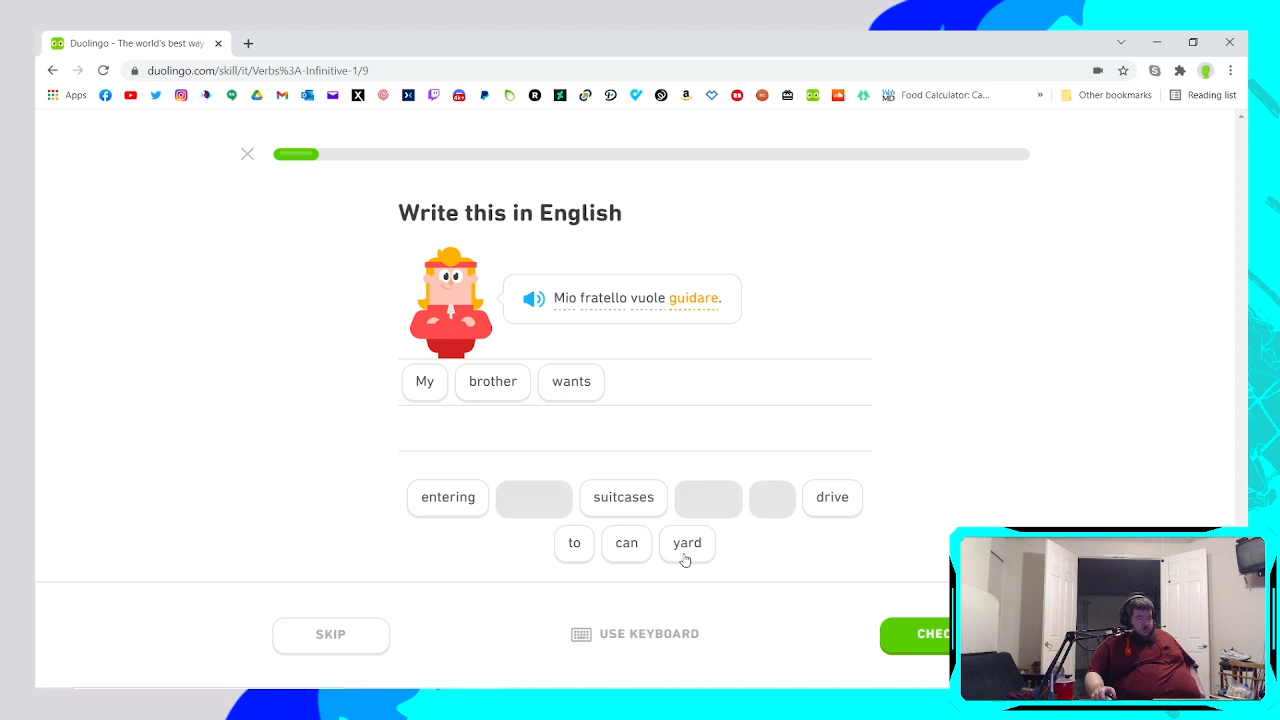 Duolingo - The world's best way
duolingo.com/skill/it/Verbs%3A-Infinitive-1/9
Apps
Food Calculator: Ca...
»
Other bookmarks
Reading list
Write this in English
Mio fratello vuole guidare.
My brother wants
entering suitcases drive
to can yard
SKIP
USE KEYBOARD
CHEC